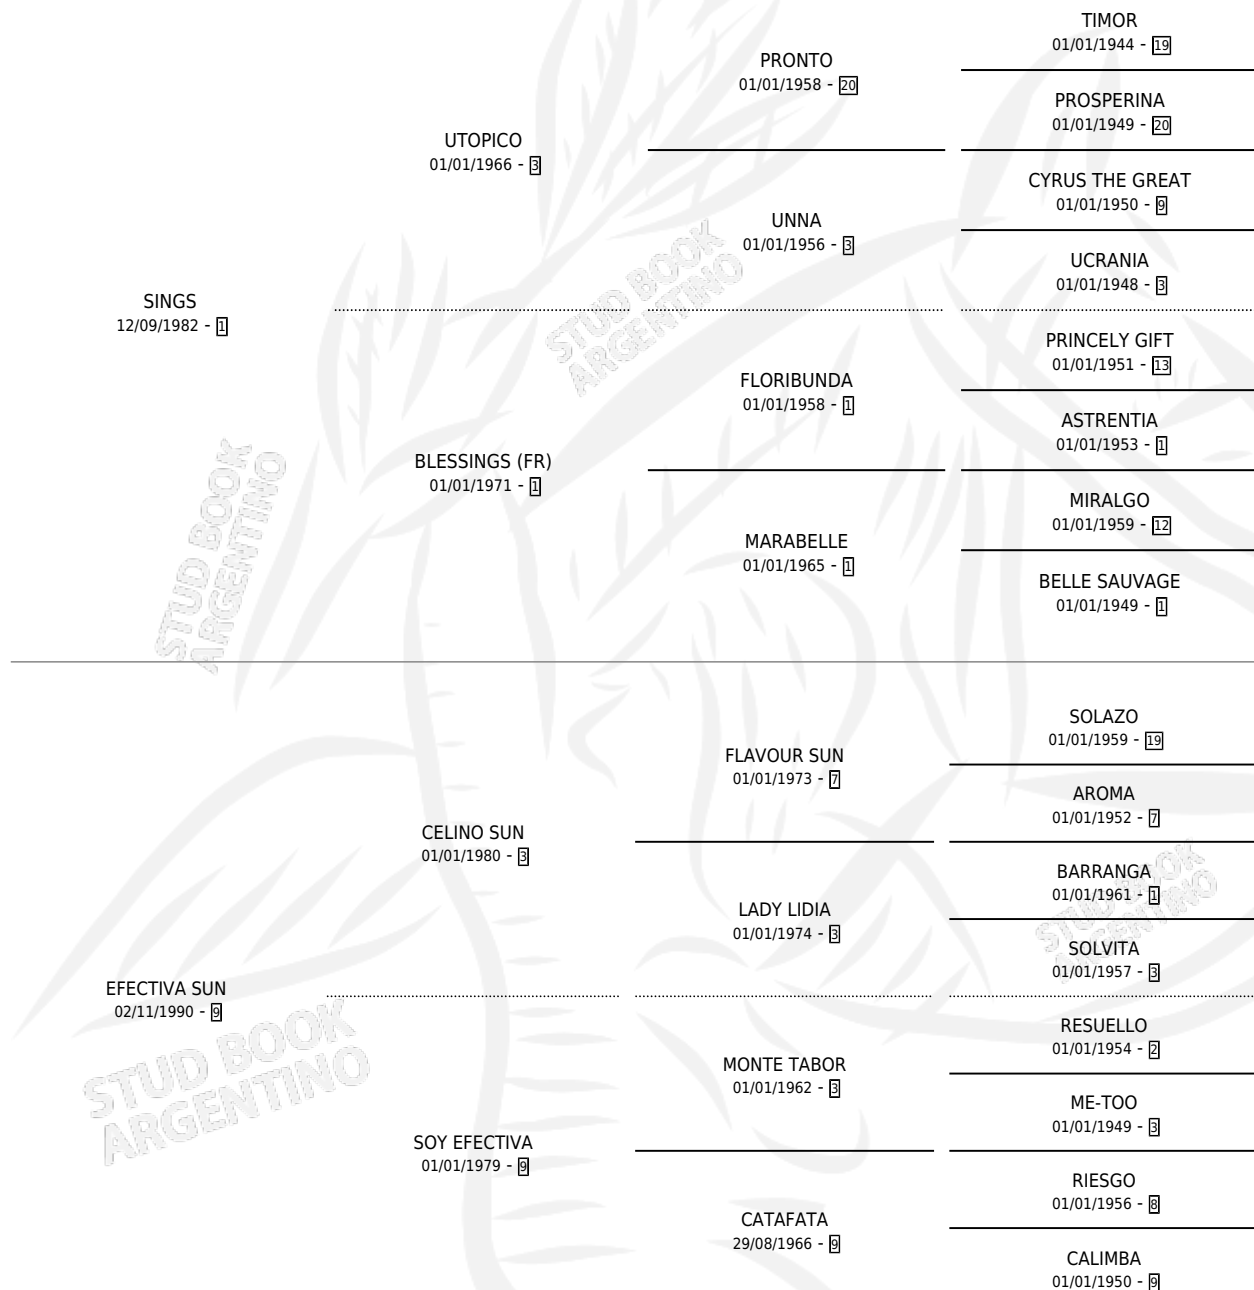 TIMOR
01/01/1944 - 19
PRONTO
01/01/1958 - 20
PROSPERINA
01/01/1949 - 20
UTOPICO
01/01/1966 - 3
CYRUS THE GREAT
01/01/1950 - 9
UNNA
01/01/1956 - 3
UCRANIA
01/01/1948 - 3
SINGS
12/09/1982 - 1
PRINCELY GIFT
01/01/1951 - 13
FLORIBUNDA
01/01/1958 - 1
ASTRENTIA
01/01/1953 - 1
BLESSINGS (FR)
01/01/1971 - 1
MIRALGO
01/01/1959 - 12
MARABELLE
01/01/1965 - 1
BELLE SAUVAGE
01/01/1949 - 1
STUD BOOK
ARGENTINO
STUD BOOK
ARGENTINO
SOLAZO
01/01/1959 - 19
FLAVOUR SUN
01/01/1973 - 7
AROMA
01/01/1952 - 7
CELINO SUN
01/01/1980 - 3
BARRANGA
01/01/1961 - 1
LADY LIDIA
01/01/1974 - 3
SOLVITA
01/01/1957 - 3
EFECTIVA SUN
02/11/1990 - 9
RESUELLO
01/01/1954 - 2
MONTE TABOR
01/01/1962 - 3
ME-TOO
01/01/1949 - 3
SOY EFECTIVA
01/01/1979 - 9
RIESGO
01/01/1956 - 8
CATAFATA
29/08/1966 - 9
CALIMBA
01/01/1950 - 9
STUD BOOK
ARGENTINO
STUD BOOK
ARGENTINO